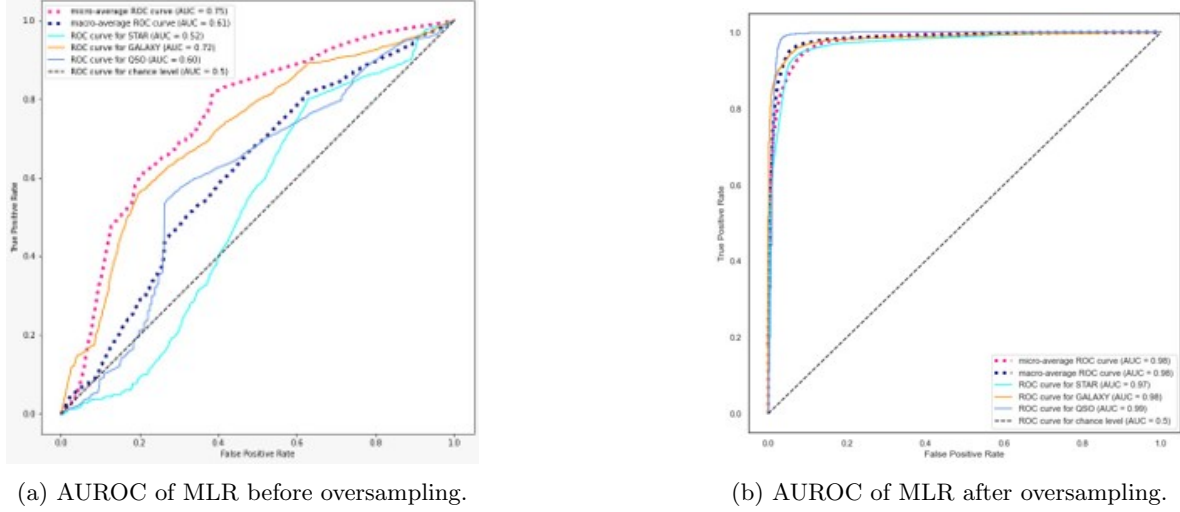 micro-average ROC curve (AUC = 0.75)
macro-average ROC curve (AUC = 0.61)
ROC curve for STAR (AUC = 0.52)
ROC curve for GALAXY (AUC = 0.72)
ROC curve for QSO (AUC = 0.60)
ROC curve for chance level (AUC = 0.5)
1.0
0.8
0.6
0.4
0.2
0.0
True Positive Rate
0.0 0.2 0.4 0.6 0.8 1.0
False Positive Rate
(a) AUROC of MLR before oversampling.
1.0
0.8
0.6
0.4
0.2
0.0
True Positive Rate
micro-average ROC curve (AUC = 0.98)
macro-average ROC curve (AUC = 0.98)
ROC curve for STAR (AUC = 0.97)
ROC curve for GALAXY (AUC = 0.98)
ROC curve for QSO (AUC = 0.99)
ROC curve for chance level (AUC = 0.5)
0.0 0.2 0.4 0.6 0.8 1.0
False Positive Rate
(b) AUROC of MLR after oversampling.